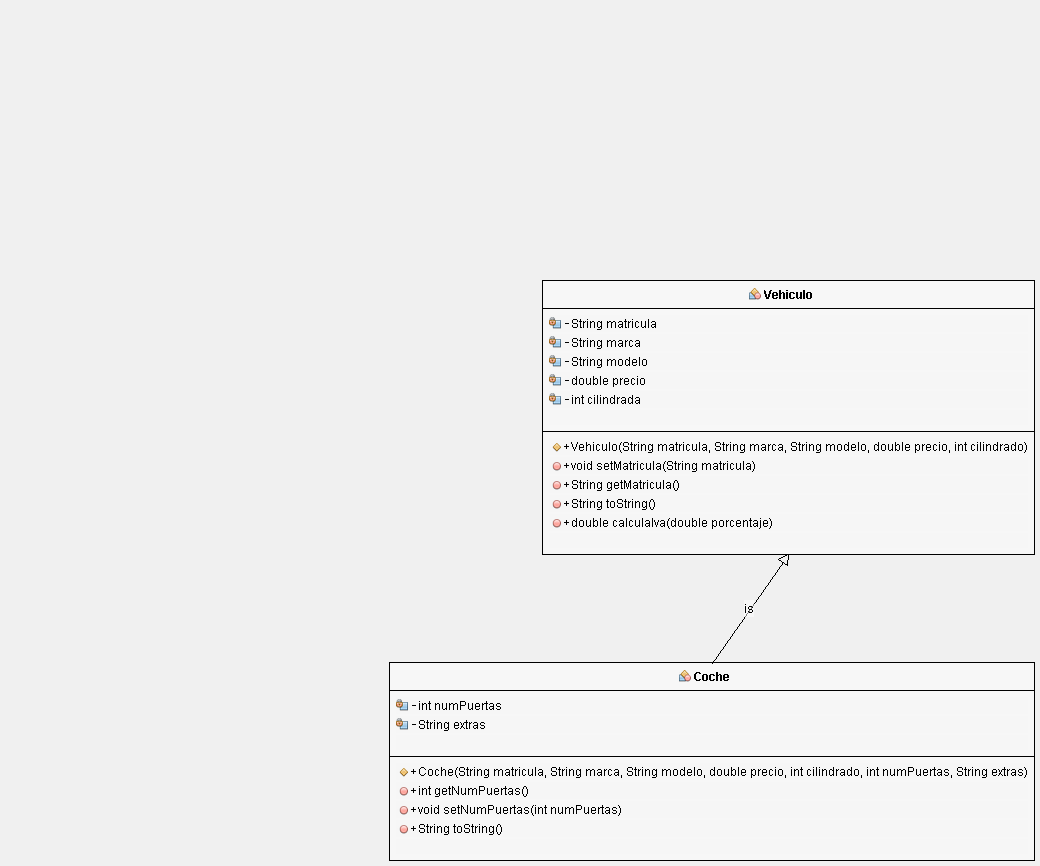 Vehiculo
-String matricula
-String marca
-String modelo
-double precio
-int cilindrada
+Vehiculo(String matricula, String marca, String modelo, double precio, int cilindrado)
+void setMatricula(String matricula)
+String getMatricula()
+String toString()
+double calculaIva(double porcentaje)
is
Coche
-int numPuertas
-String extras
+Coche(String matricula, String marca, String modelo, double precio, int cilindrado, int numPuertas, String extras)
+int getNumPuertas()
+void setNumPuertas(int numPuertas)
+String toString()